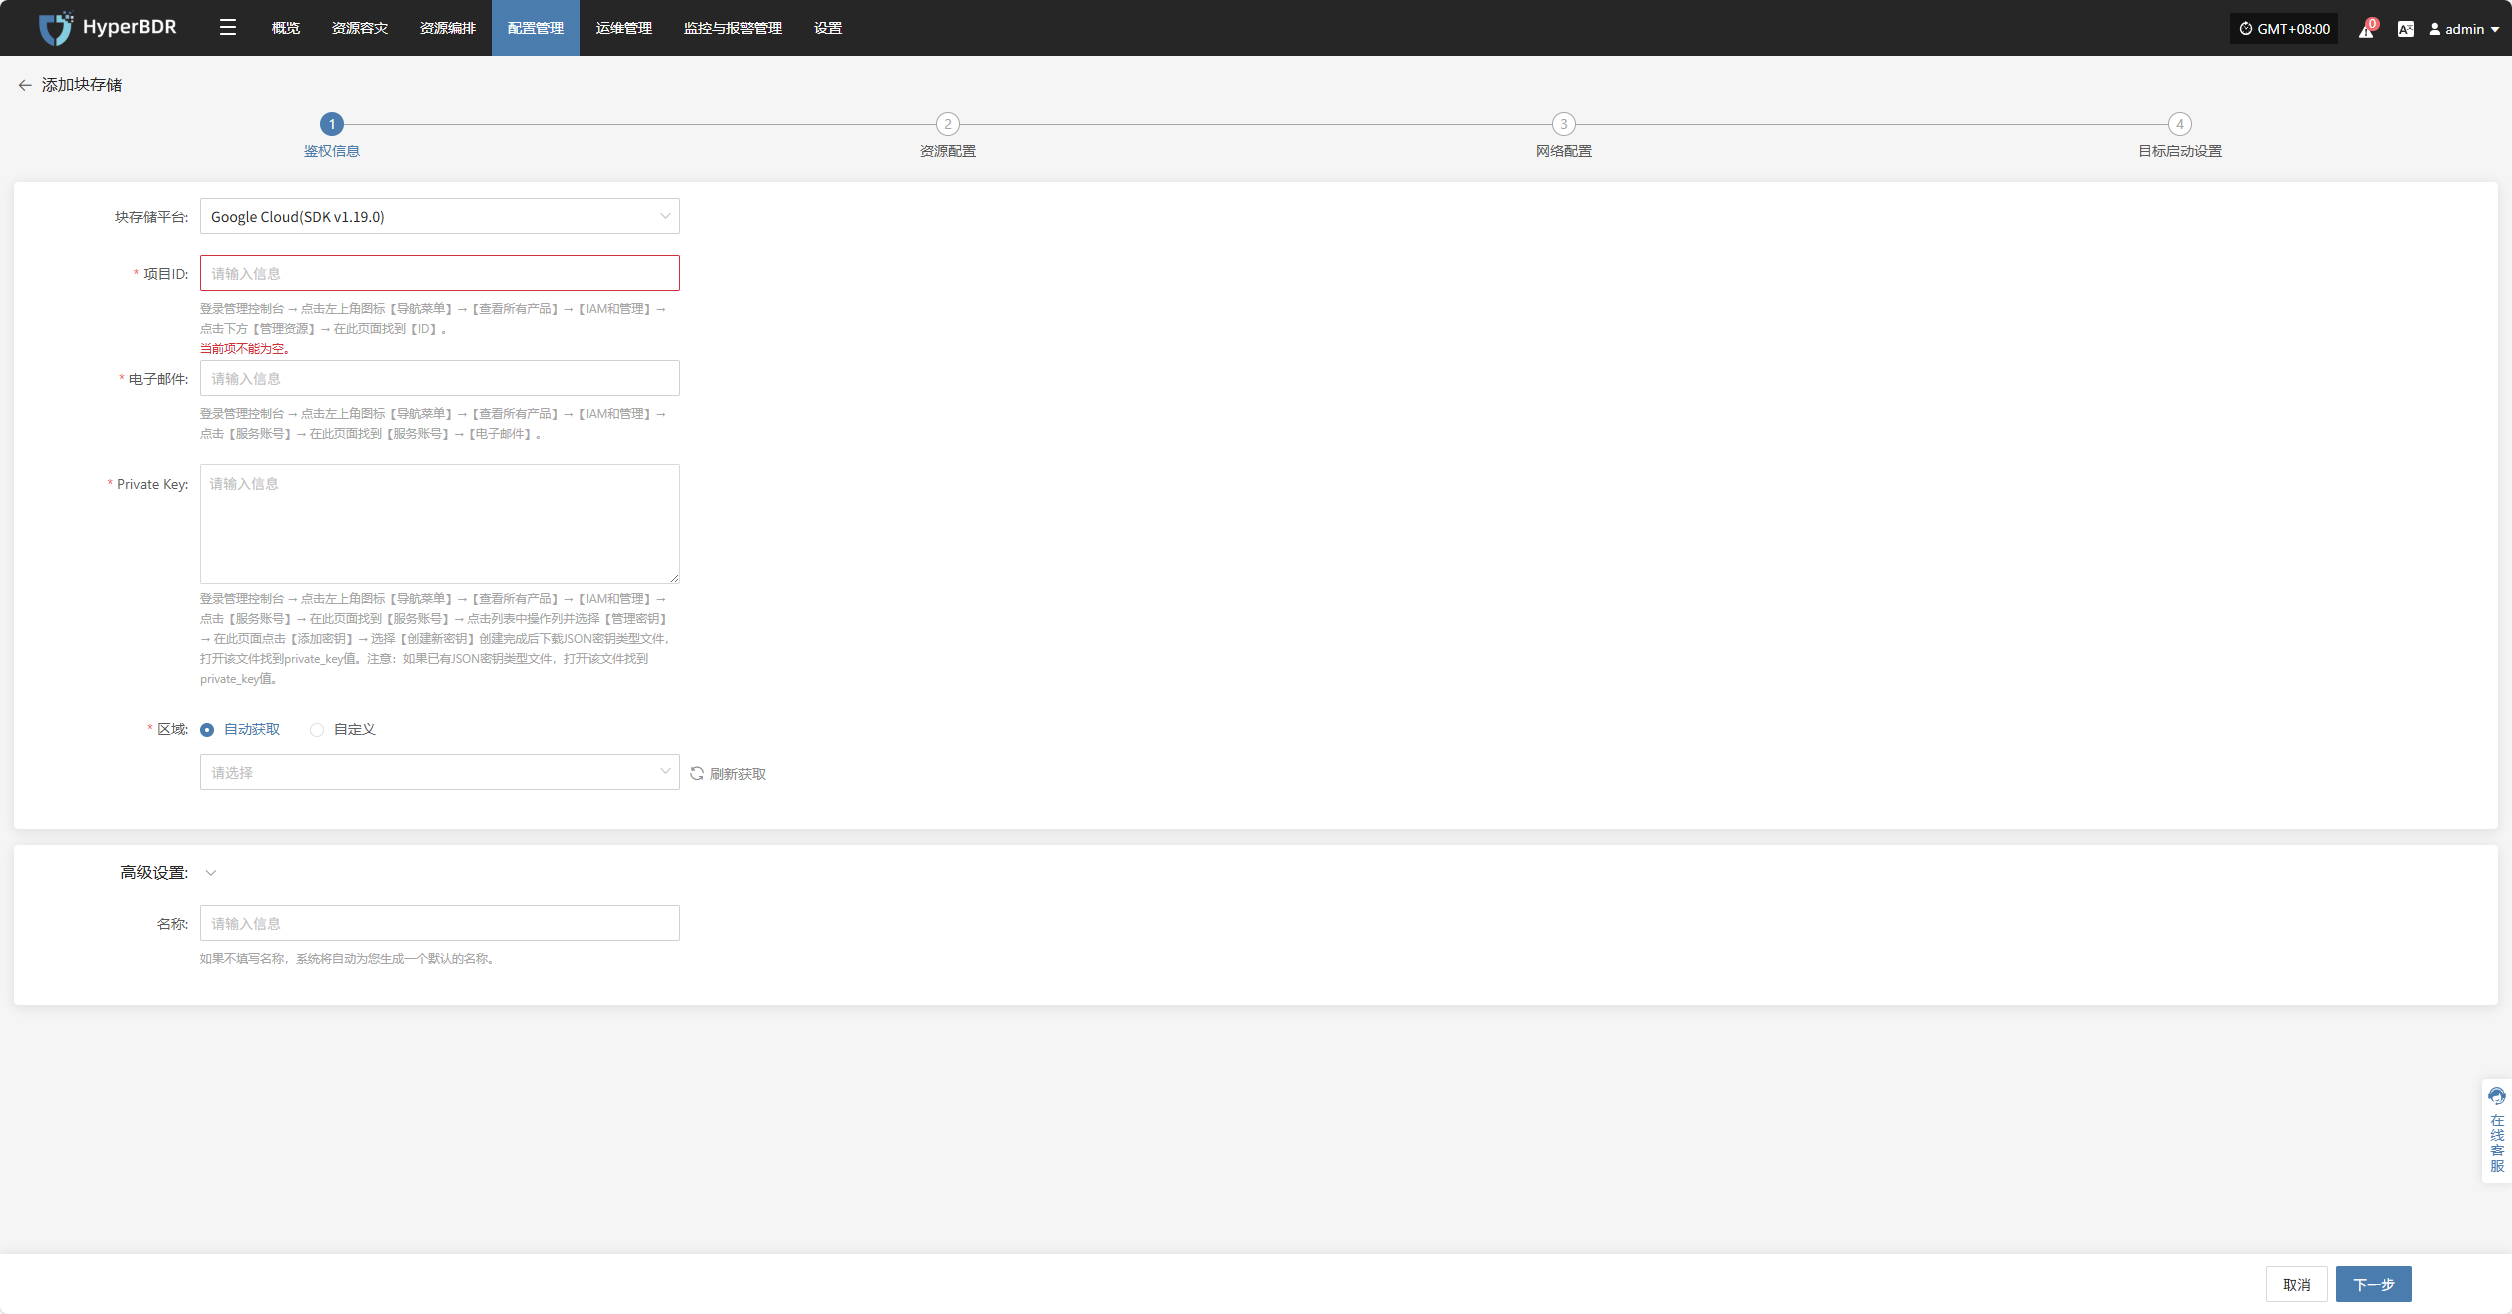 HyperBDR
概览 资源容灾 资源编排 配置管理 运维管理 监控与报警管理 设置
GMT+08:00
0
admin
添加块存储
1 2 3 4
鉴权信息 资源配置 网络配置 目标启动设置
块存储平台: Google Cloud(SDK v1.19.0)
* 项目ID: 请输入信息
登录管理控制台 → 点击左上角图标【导航菜单】→【查看所有产品】→【IAM和管理】→
点击下方【管理资源】→ 在此页面找到【ID】。
当前项不能为空。
* 电子邮件: 请输入信息
登录管理控制台 → 点击左上角图标【导航菜单】→【查看所有产品】→【IAM和管理】→
点击【服务账号】→ 在此页面找到【服务账号】→【电子邮件】。
* Private Key: 请输入信息
登录管理控制台 → 点击左上角图标【导航菜单】→【查看所有产品】→【IAM和管理】→
点击【服务账号】→ 在此页面找到【服务账号】→ 点击列表中操作列并选择【管理密钥】
→ 在此页面点击【添加密钥】→ 选择【创建新密钥】创建完成后下载JSON密钥类型文件，
打开该文件找到private_key值。注意：如果已有JSON密钥类型文件，打开该文件找到
private_key值。
* 区域: 自动获取 自定义
请选择 刷新获取
高级设置:
名称: 请输入信息
如果不填写名称，系统将自动为您生成一个默认的名称。
在线客服
取消 下一步